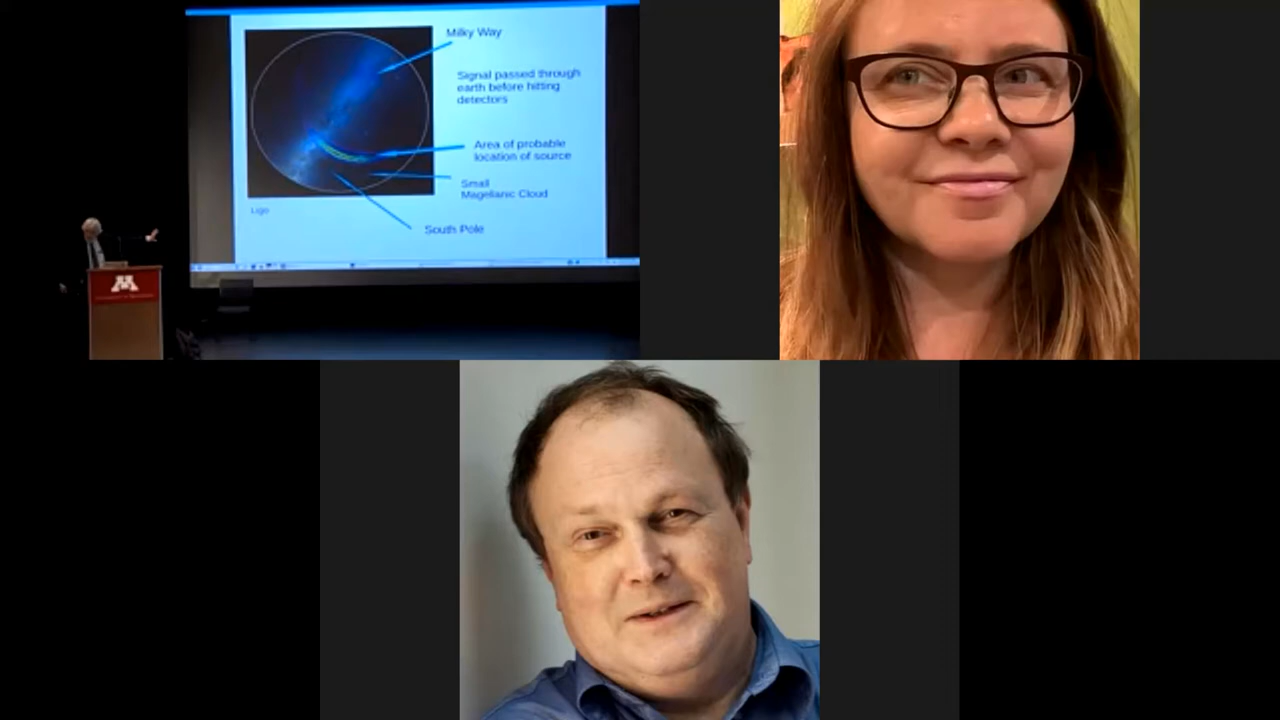 Milky Way
Signal passed through
earth before hitting
detectors
Area of probable
location of source
Small
Magellanic Cloud
Ligo
South Pole
M